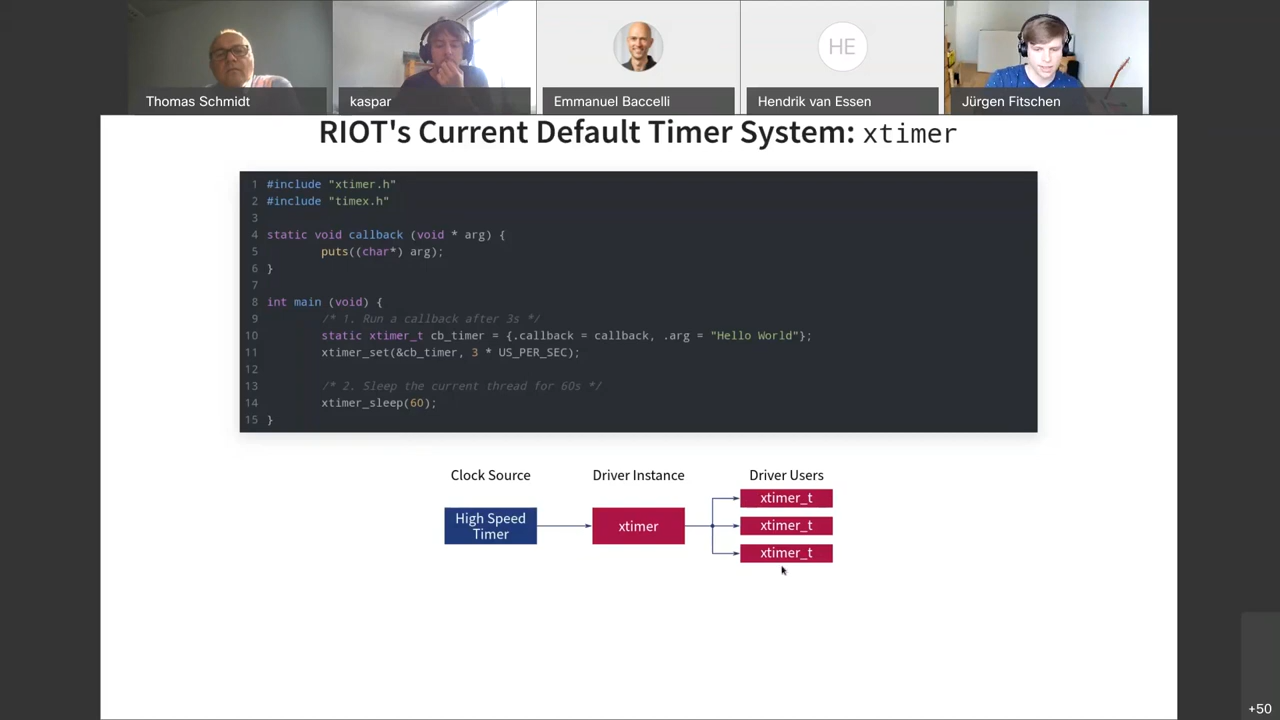 HE
Thomas Schmidt
kaspar
Emmanuel Baccelli
Hendrik van Essen
Jürgen Fitschen
RIOT's Current Default Timer System: xtimer
1 #include "xtimer.h"
2 #include "timex.h"
3
4 static void callback (void * arg) {
5 puts((char*) arg);
6 }
7
8 int main (void) {
9 /* 1. Run a callback after 3s */
10 static xtimer_t cb_timer = {.callback = callback, .arg = "Hello World"};
11 xtimer_set(&cb_timer, 3 * US_PER_SEC);
12
13 /* 2. Sleep the current thread for 60s */
14 xtimer_sleep(60);
15 }
Clock Source
Driver Instance
Driver Users
High Speed
Timer
xtimer
xtimer_t
xtimer_t
xtimer_t
+50